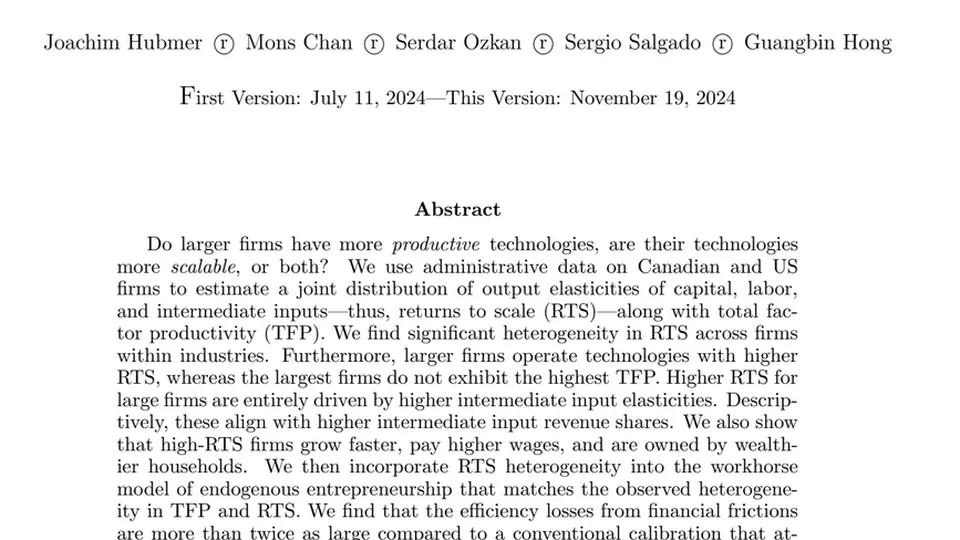 Joachim Hubmer ⓡ Mons Chan ⓡ Serdar Ozkan ⓡ Sergio Salgado ⓡ Guangbin Hong
First Version: July 11, 2024—This Version: November 19, 2024
Abstract
Do larger firms have more productive technologies, are their technologies
more scalable, or both? We use administrative data on Canadian and US
firms to estimate a joint distribution of output elasticities of capital, labor,
and intermediate inputs—thus, returns to scale (RTS)—along with total fac-
tor productivity (TFP). We find significant heterogeneity in RTS across firms
within industries. Furthermore, larger firms operate technologies with higher
RTS, whereas the largest firms do not exhibit the highest TFP. Higher RTS for
large firms are entirely driven by higher intermediate input elasticities. Descrip-
tively, these align with higher intermediate input revenue shares. We also show
that high-RTS firms grow faster, pay higher wages, and are owned by wealth-
ier households. We then incorporate RTS heterogeneity into the workhorse
model of endogenous entrepreneurship that matches the observed heterogene-
ity in TFP and RTS. We find that the efficiency losses from financial frictions
are more than twice as large compared to a conventional calibration that at-